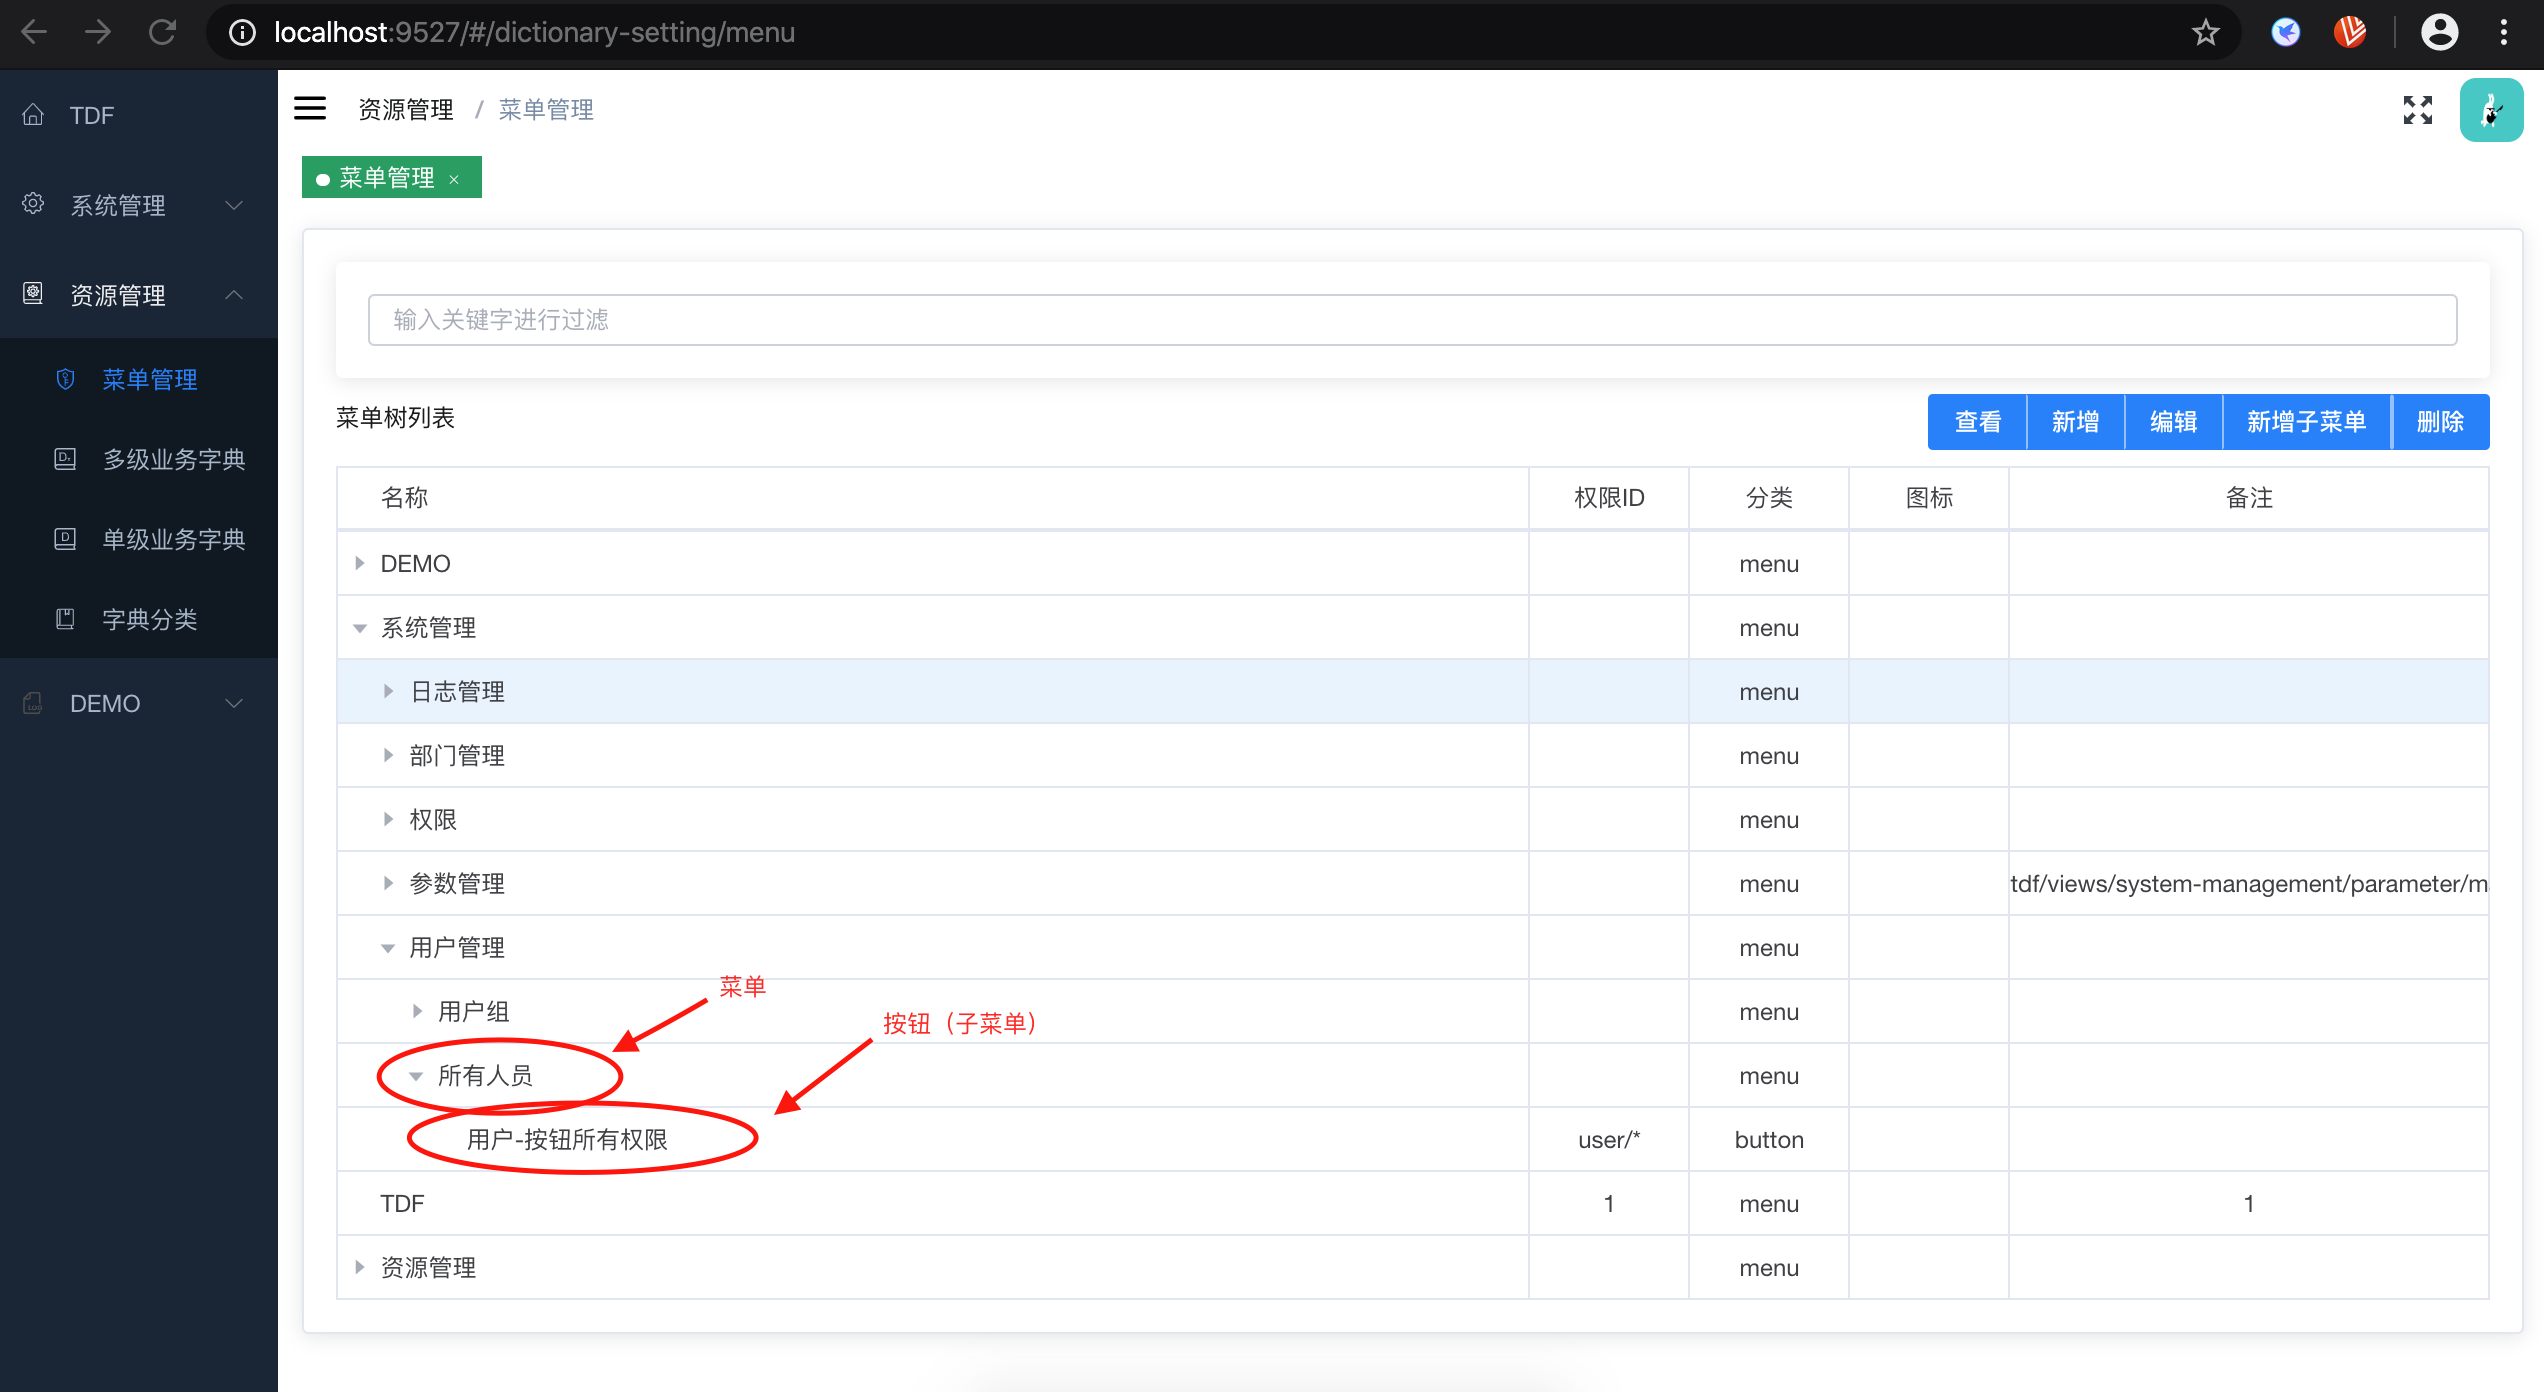 localhost:9527/#/dictionary-setting/menu
TDF
系统管理
资源管理
菜单管理
多级业务字典
单级业务字典
字典分类
DEMO
资源管理 / 菜单管理
菜单管理 ×
输入关键字进行过滤
菜单树列表
查看 新增 编辑 新增子菜单 删除
名称 权限ID 分类 图标 备注
DEMO menu
系统管理 menu
日志管理 menu
部门管理 menu
权限 menu
参数管理 menu tdf/views/system-management/parameter/m
用户管理 menu
菜单
用户组 menu
按钮（子菜单）
所有人员 menu
用户-按钮所有权限 user/* button
TDF 1 menu 1
资源管理 menu